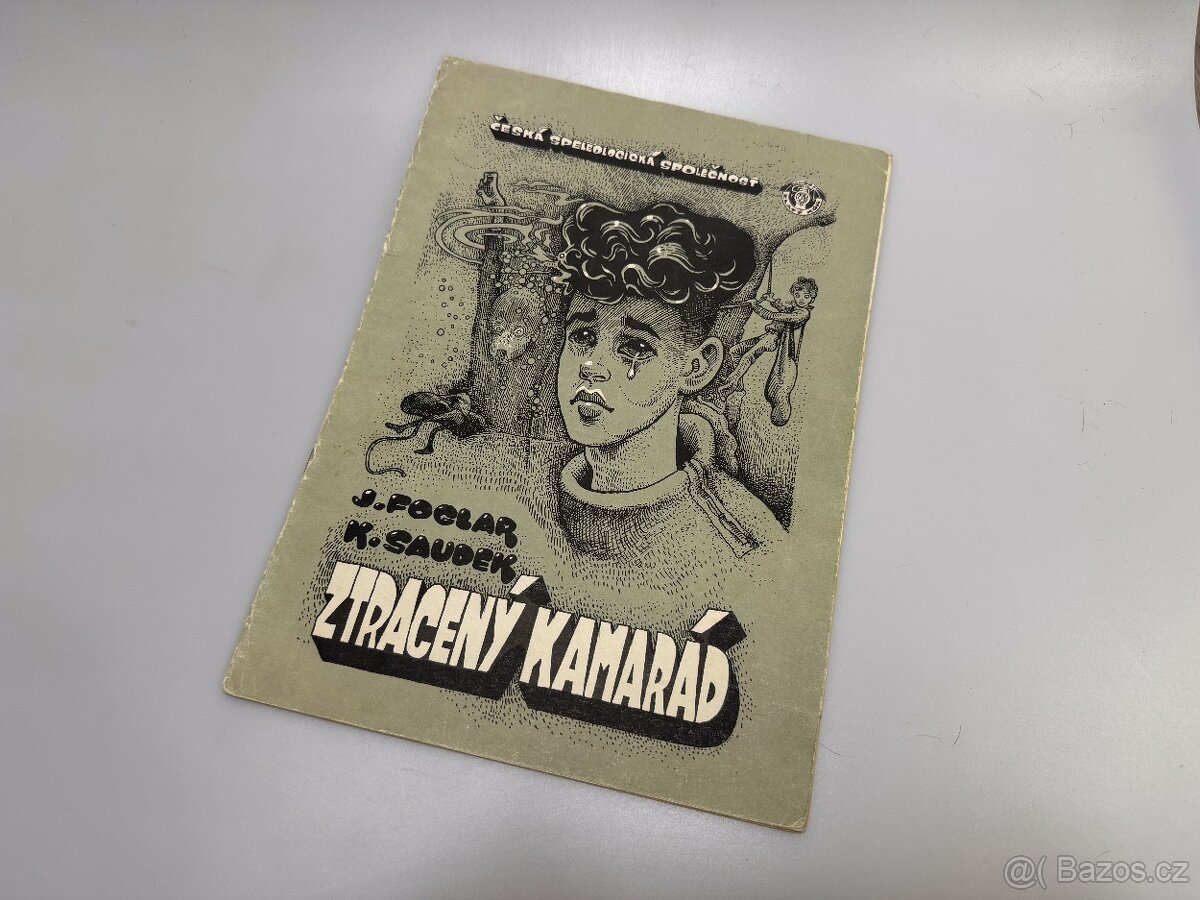 ČESKÁ SPELEOLOGICKÁ SPOLEČNOST
J. FOGLAR
K. SAUDEK
ZTRACENÝ KAMARÁD
@( Bazos.cz